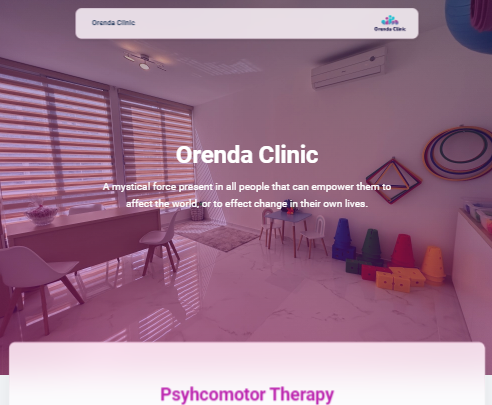 Orenda Clinic
Orenda Clinic
Orenda Clinic
A mystical force present in all people that can empower them to
affect the world, or to effect change in their own lives.
Psyhcomotor Therapy